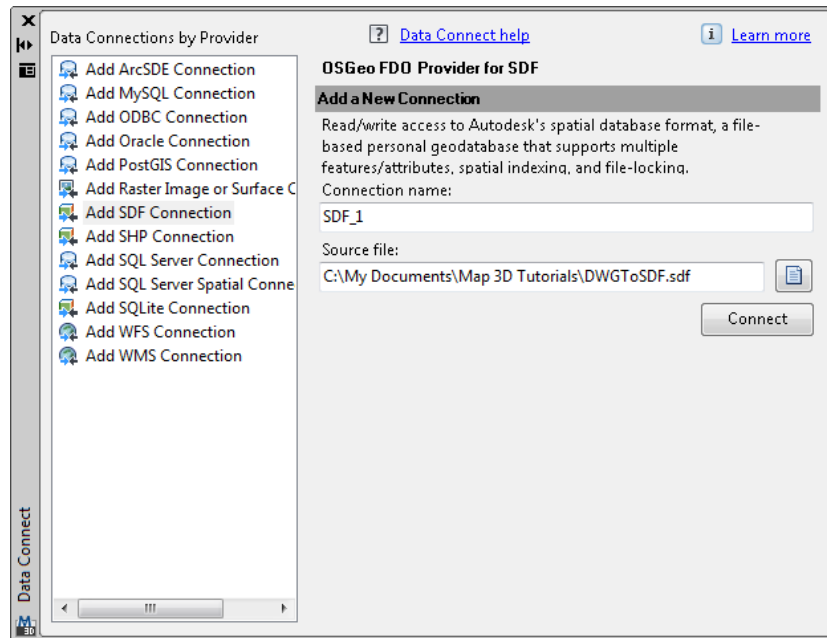 Data Connections by Provider
? Data Connect help
i Learn more
Add ArcSDE Connection
Add MySQL Connection
Add ODBC Connection
Add Oracle Connection
Add PostGIS Connection
Add Raster Image or Surface C
Add SDF Connection
Add SHP Connection
Add SQL Server Connection
Add SQL Server Spatial Conne
Add SQLite Connection
Add WFS Connection
Add WMS Connection
OSGeo FDO Provider for SDF
Add a New Connection
Read/write access to Autodesk's spatial database format, a file-
based personal geodatabase that supports multiple
features/attributes, spatial indexing, and file-locking.
Connection name:
SDF_1
Source file:
C:\My Documents\Map 3D Tutorials\DWGToSDF.sdf
Connect
Data Connect
M
3D